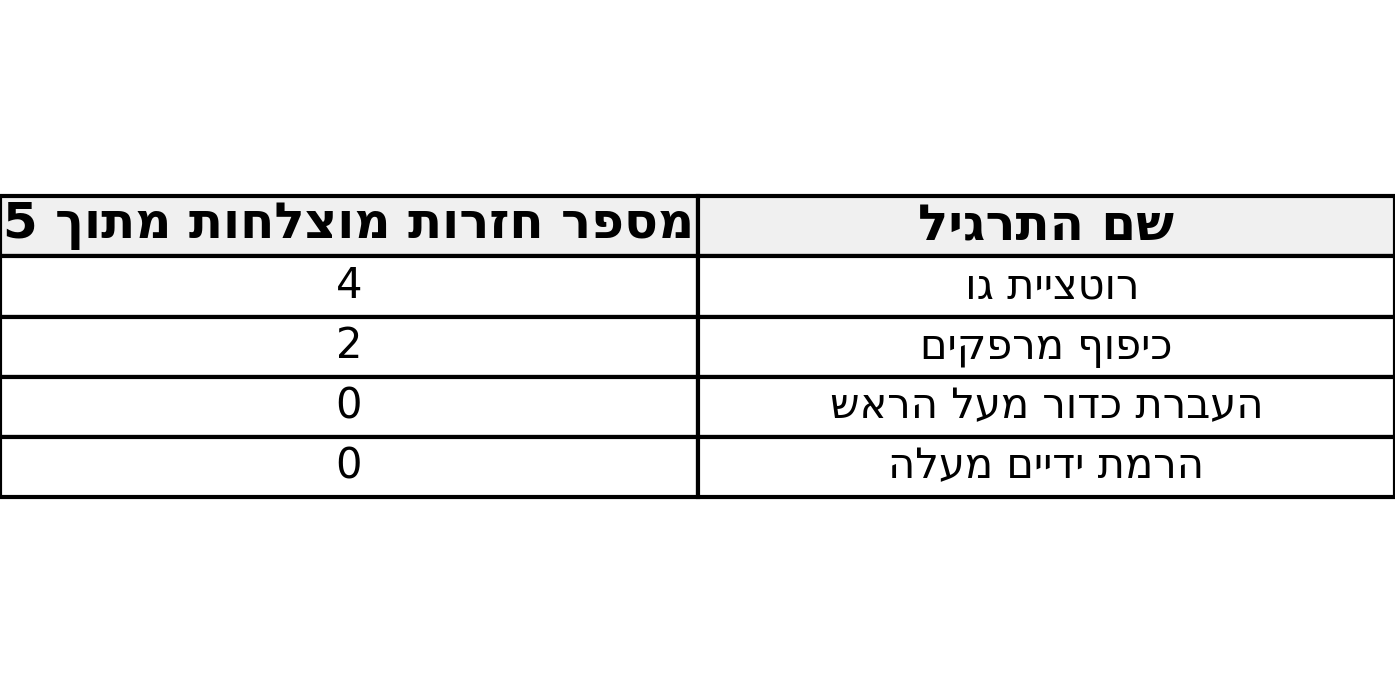 שם התרגיל מספר חזרות מוצלחות מתוך 5
רוטציית גו 4
כיפוף מרפקים 2
העברת כדור מעל הראש 0
הרמת ידיים מעלה 0